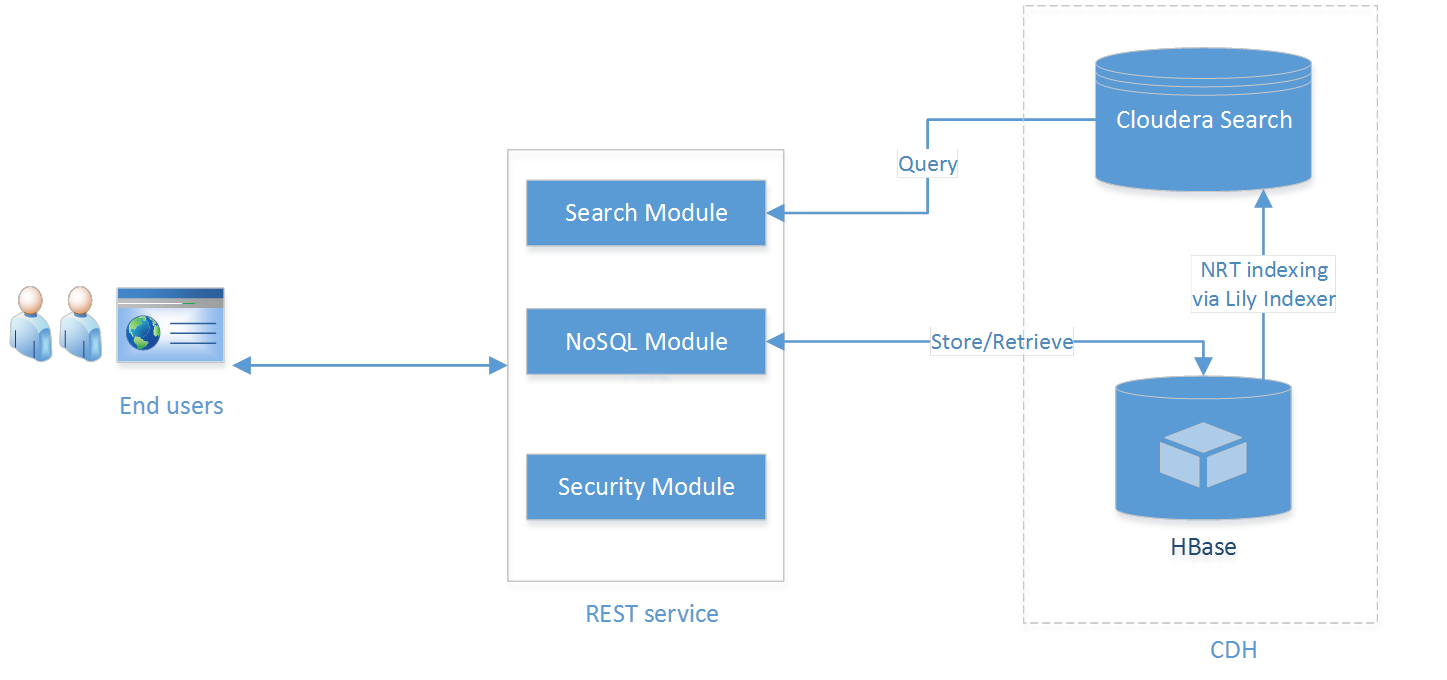 Cloudera Search
Query
Search Module
NRT indexing
via Lily Indexer
NoSQL Module
Store/Retrieve
End users
Security Module
HBase
REST service
CDH